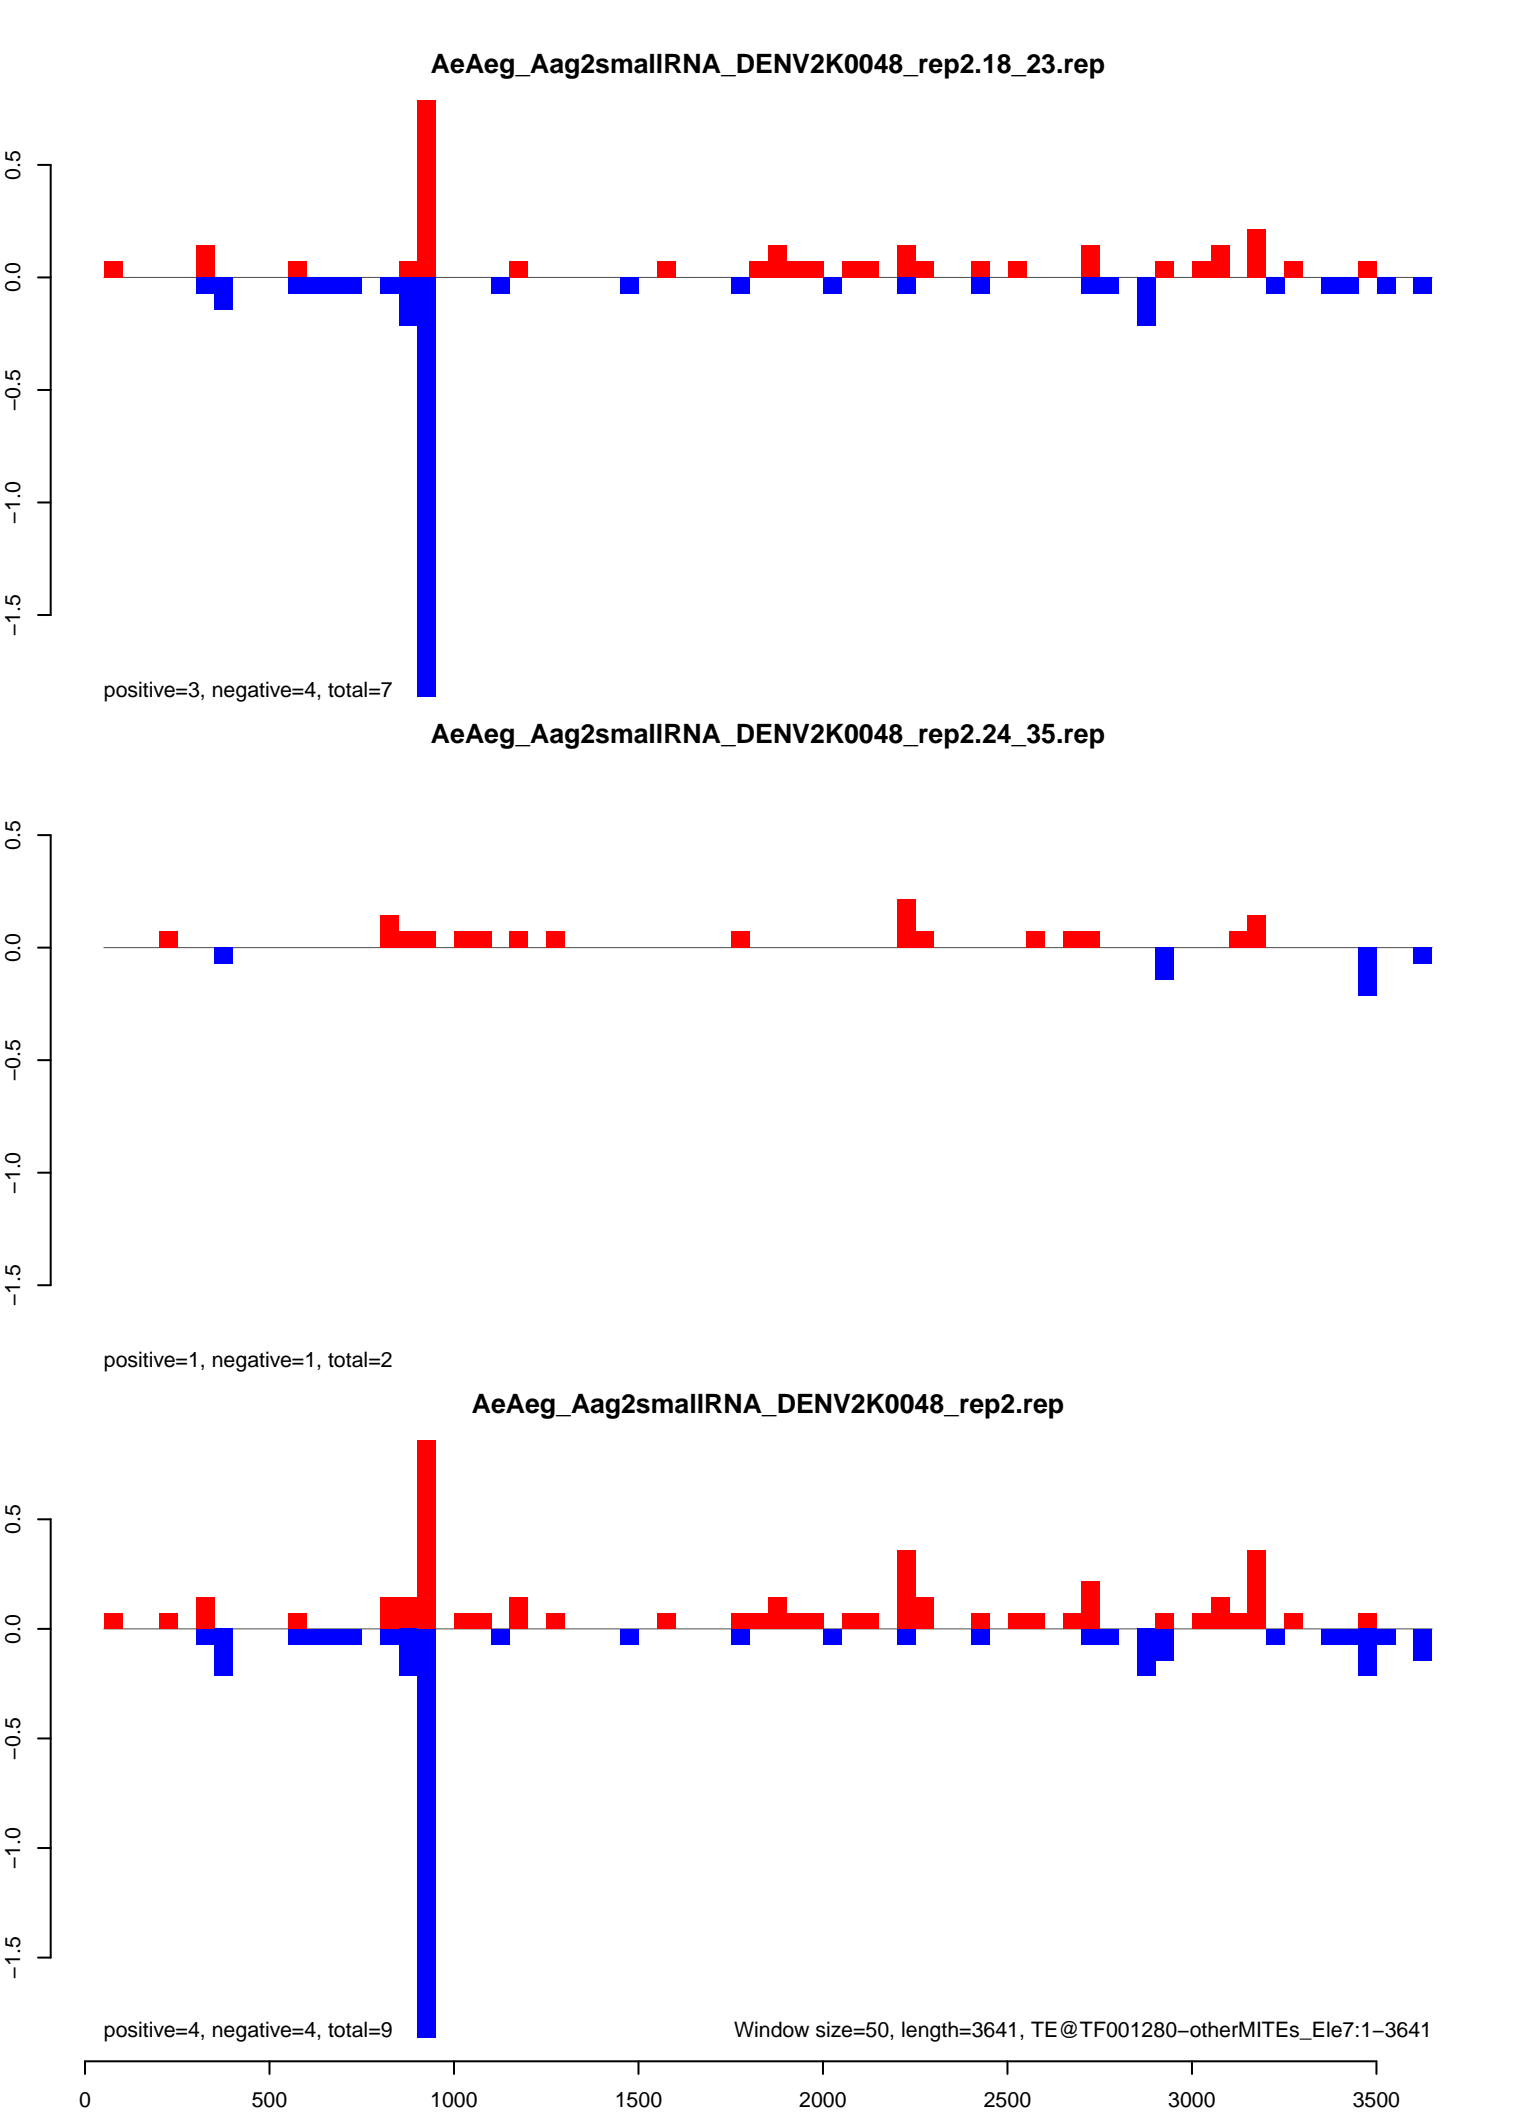 AeAeg_Aag2smallRNA_DENV2K0048_rep2.18_23.rep
0.5
0.0
−0.5
−1.0
−1.5
positive=3, negative=4, total=7
AeAeg_Aag2smallRNA_DENV2K0048_rep2.24_35.rep
0.5
0.0
−0.5
−1.0
−1.5
positive=1, negative=1, total=2
AeAeg_Aag2smallRNA_DENV2K0048_rep2.rep
0.5
0.0
−0.5
−1.0
−1.5
positive=4, negative=4, total=9
Window size=50, length=3641, TE@TF001280−otherMITEs_Ele7:1−3641
0 500 1000 1500 2000 2500 3000 3500